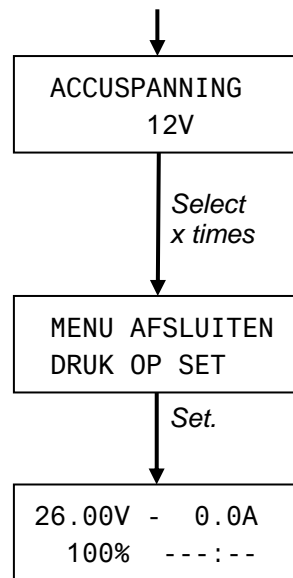 ACCUSPANNING
12V
Select
x times
MENU AFSLUITEN
DRUK OP SET
Set.
26.00V - 0.0A
100% ---:--